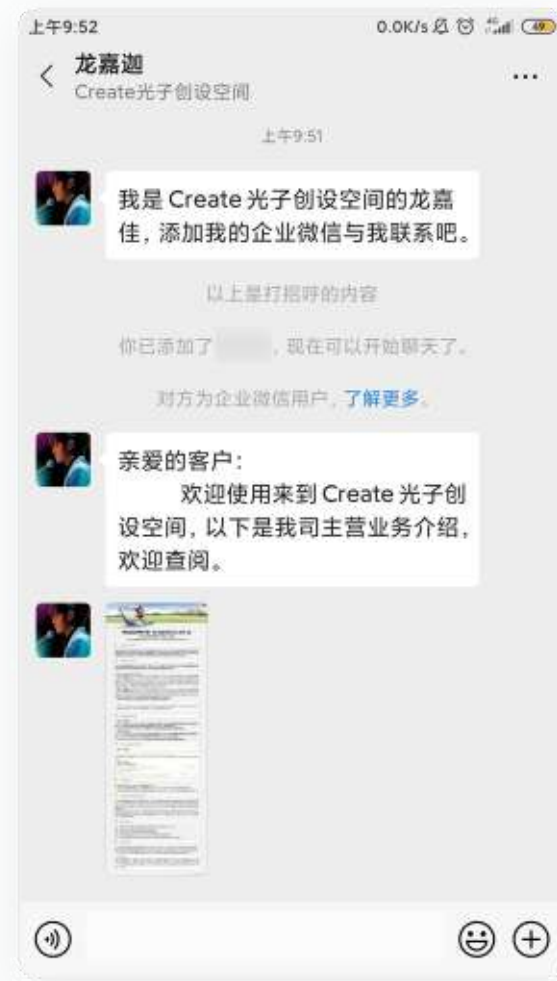 上午9:52
0.0K/s
4G
49
龙嘉迦
Create光子创设空间
上午9:51
我是 Create 光子创设空间的龙嘉
佳，添加我的企业微信与我联系吧。
以上是打招呼的内容
你已添加了 ，现在可以开始聊天了。
对方为企业微信用户，了解更多。
亲爱的客户：
欢迎使用来到 Create 光子创
设空间，以下是我司主营业务介绍，
欢迎查阅。